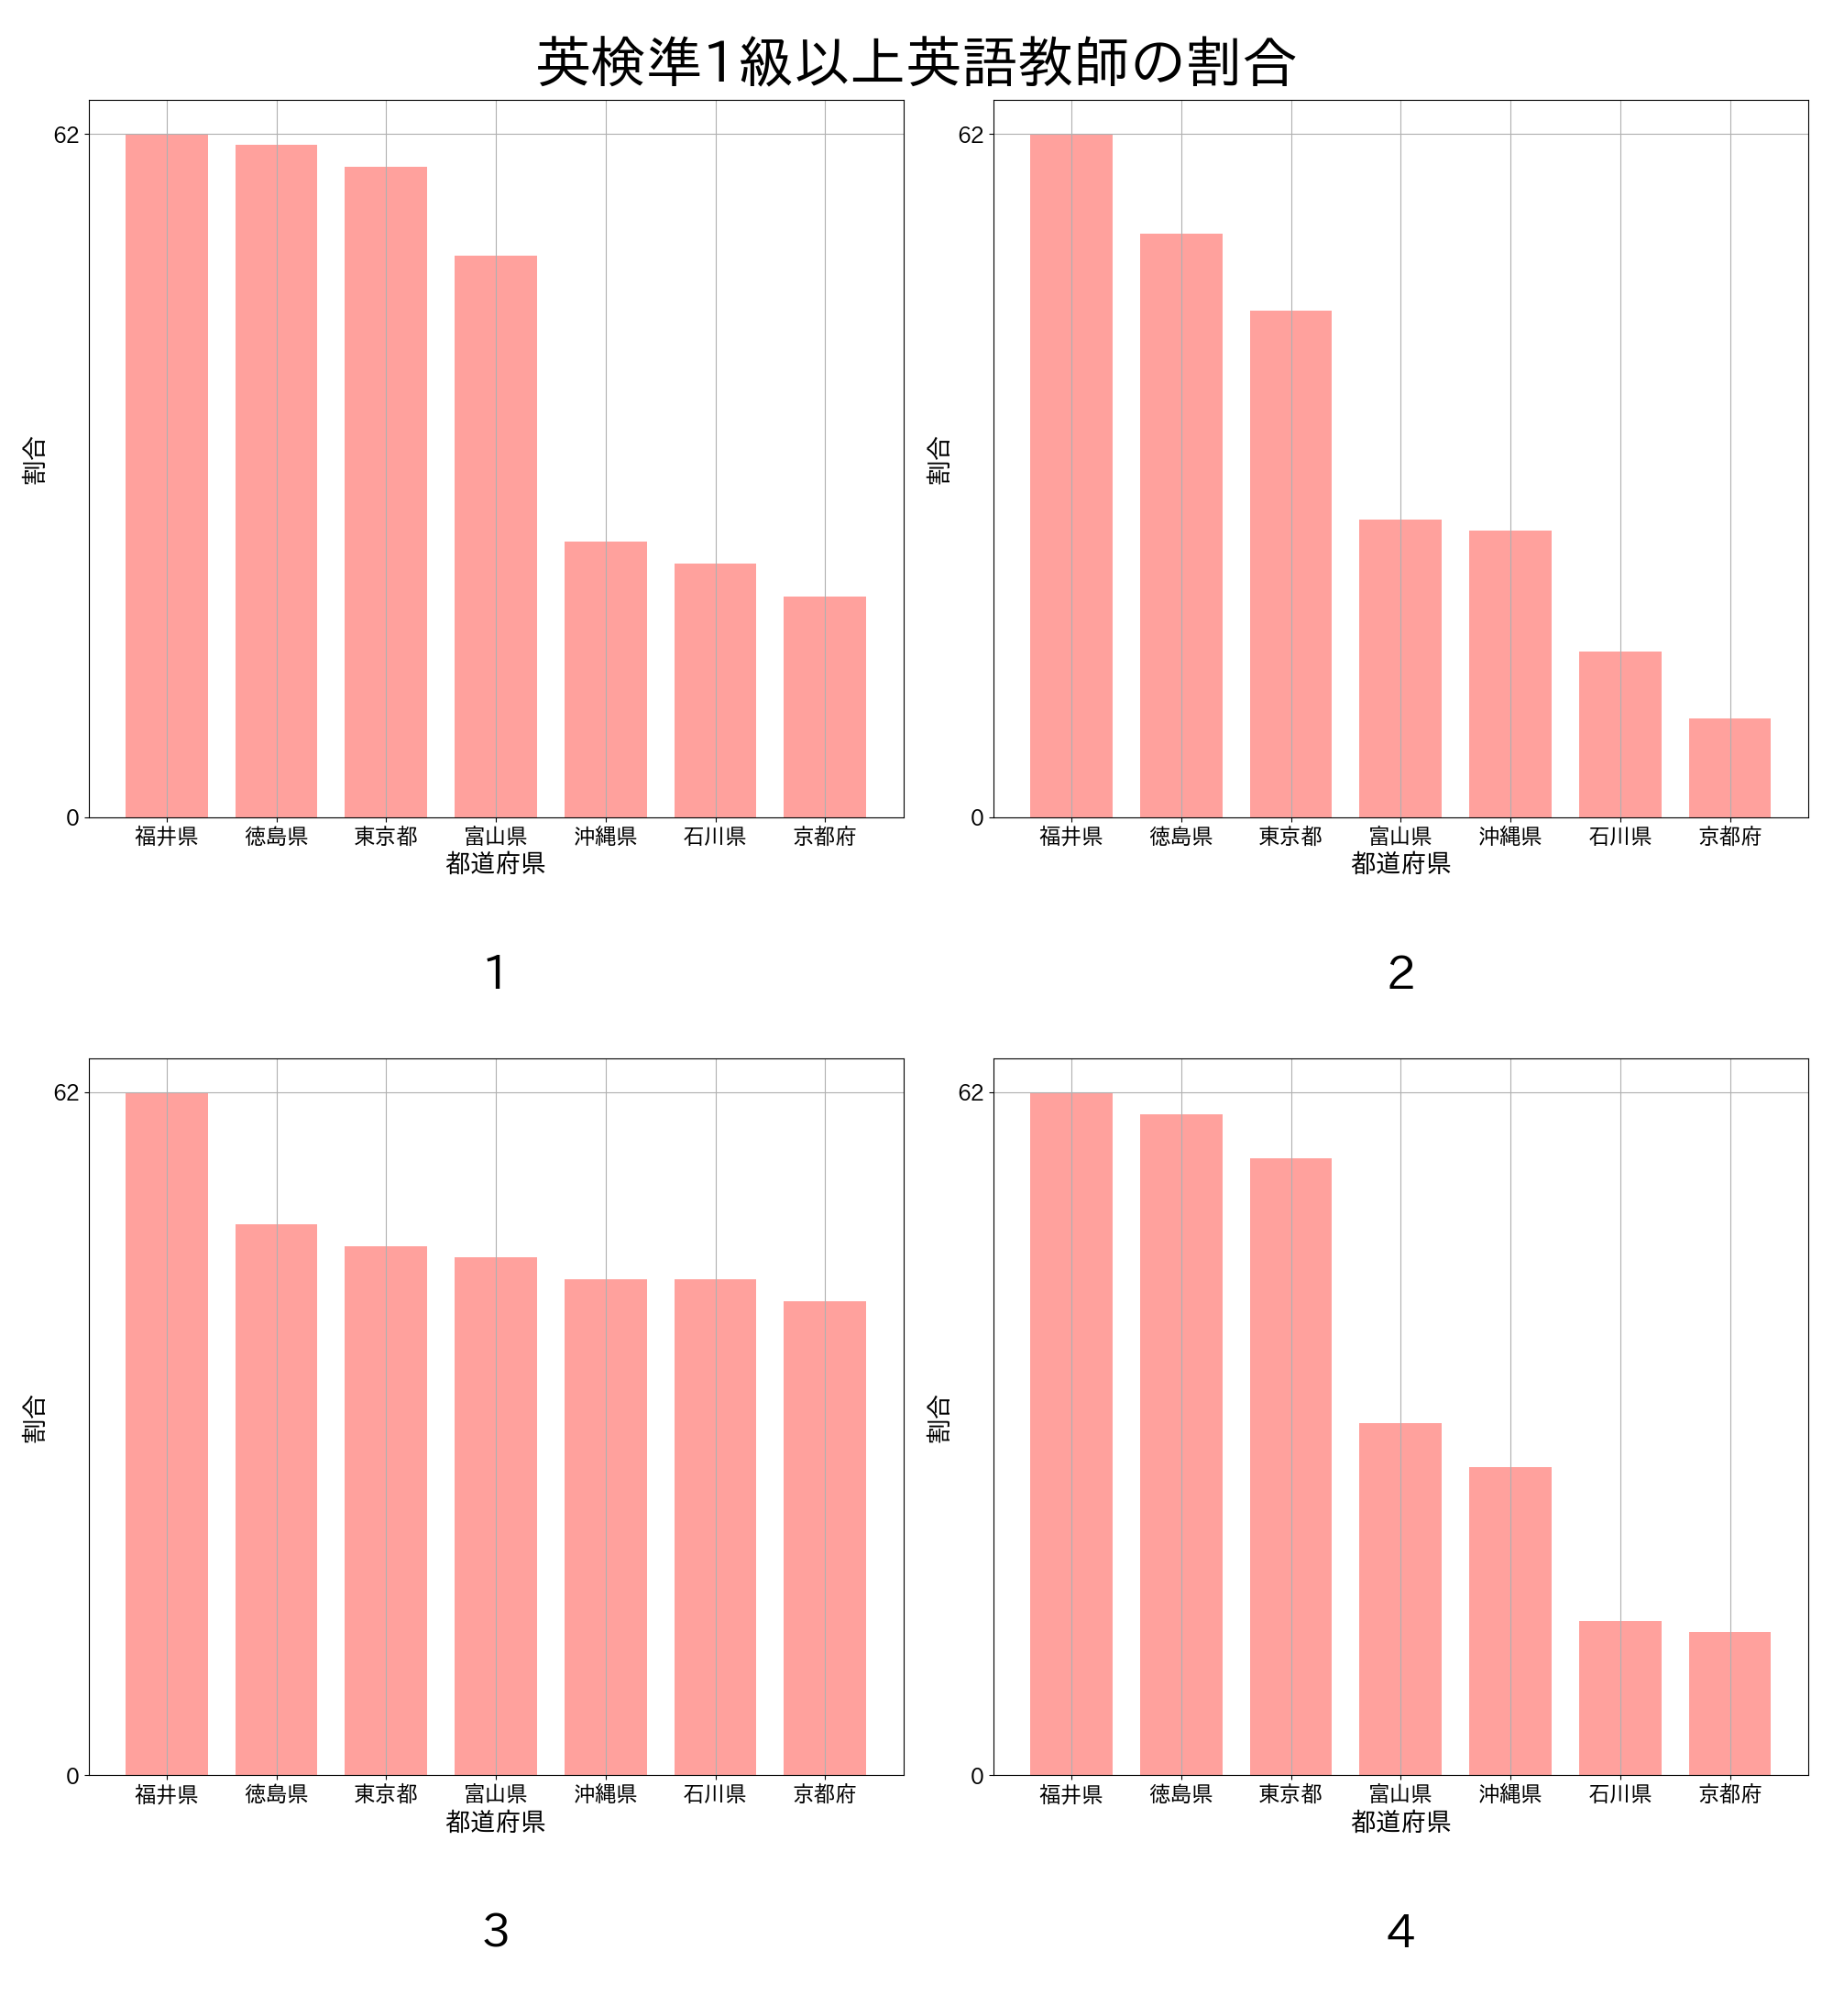 英検準1級以上英語教師の割合
62
0
割合
福井県 徳島県 東京都 富山県 沖縄県 石川県 京都府
都道府県
1
62
0
割合
福井県 徳島県 東京都 富山県 沖縄県 石川県 京都府
都道府県
2
62
0
割合
福井県 徳島県 東京都 富山県 沖縄県 石川県 京都府
都道府県
3
62
0
割合
福井県 徳島県 東京都 富山県 沖縄県 石川県 京都府
都道府県
4